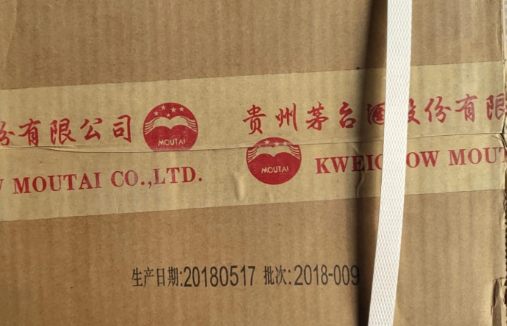 份有限公司 MOUTAI 贵州茅台酒股份有限
MOUTAI CO.,LTD. MOUTAI KWEICHOW MOUT
生产日期:20180517 批次:2018-009